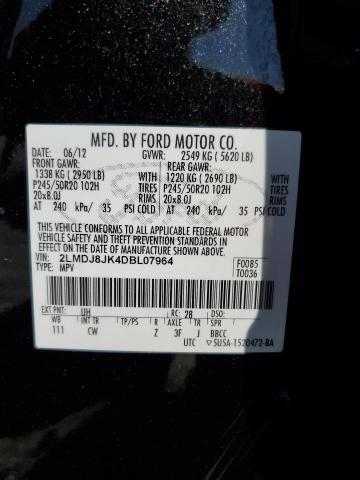 MFD. BY FORD MOTOR CO.
DATE: 06/12 GVWR: 2549 KG ( 5620 LB)
FRONT GAWR: REAR GAWR:
1338 KG ( 2950 LB) WITH 1220 KG ( 2690 LB) WITH
P245/50R20 102H TIRES P245/50R20 102H TIRES
20x8.0J RIMS 20x8.0J RIMS
AT 240 kPa/ 35 PSI COLD AT 240 kPa/ 35 PSI COLD
THIS VEHICLE CONFORMS TO ALL APPLICABLE FEDERAL MOTOR
VEHICLE SAFETY AND THEFT PREVENTION STANDARDS IN EFFECT ON
THE DATE OF MANUFACTURE SHOWN ABOVE.
VIN: 2LMDJ8JK4DBL07964 F0085
TYPE: MPV T0036
EXT PNT: UH RC: 28 DSO:
WB INT TR TP/PS R AXLE TR SPR
111 CW Z 3F J BBCC
UTC ▽5U5A-1520472-BA